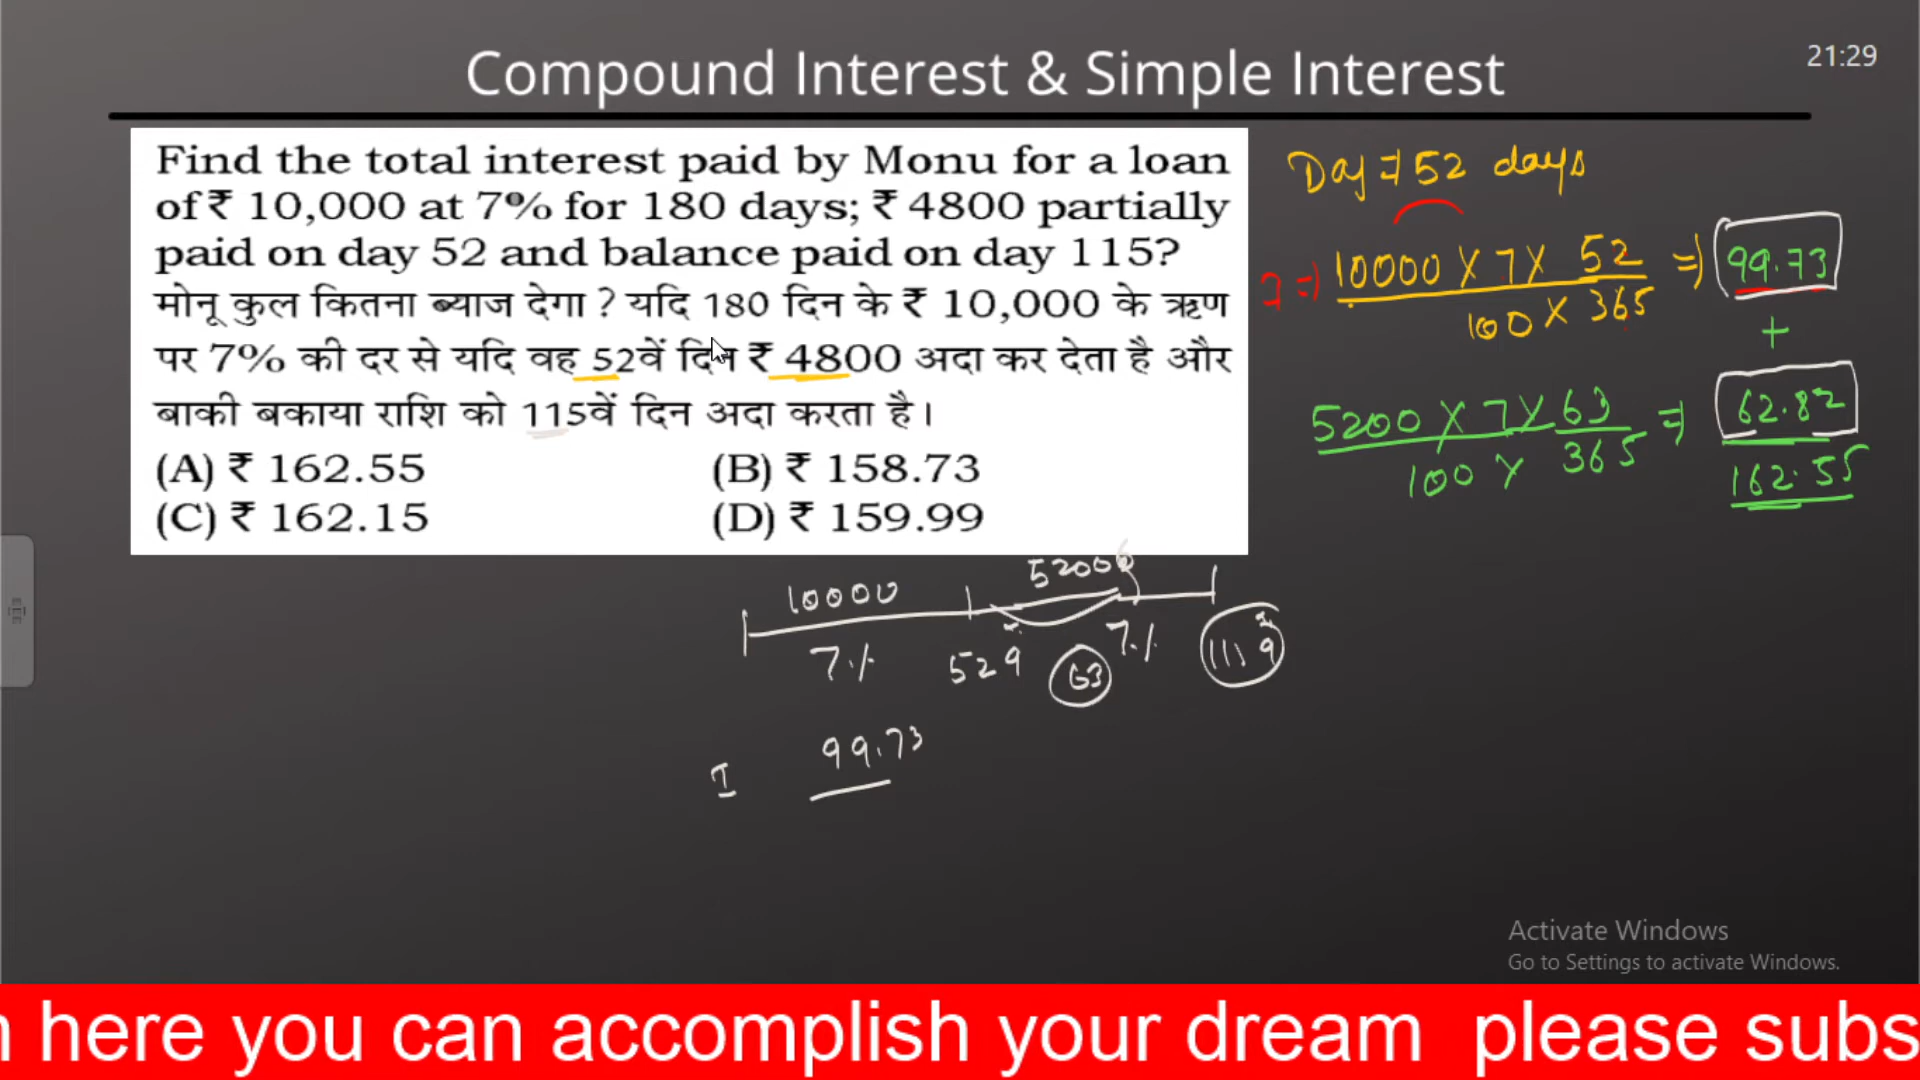 Compound Interest & Simple Interest
21:29
Find the total interest paid by Monu for a loan
of ₹ 10,000 at 7% for 180 days; ₹ 4800 partially
paid on day 52 and balance paid on day 115?
मोनू कुल कितना ब्याज देगा ? यदि 180 दिन के ₹ 10,000 के ऋण
पर 7% की दर से यदि वह 52वें दिन ₹ 4800 अदा कर देता है और
बाकी बकाया राशि को 115वें दिन अदा करता है।
(A) ₹ 162.55 (B) ₹ 158.73
(C) ₹ 162.15 (D) ₹ 159.99
Day = 52 days
10000 X 7 X 52 => 99.73
100 X 365
+
5200 X 7 X 63 => 62.82
100 X 365
162.55
10000 5200
7% 52 63 7%
I 99.73
Activate Windows
Go to Settings to activate Windows.
here you can accomplish your dream please subs